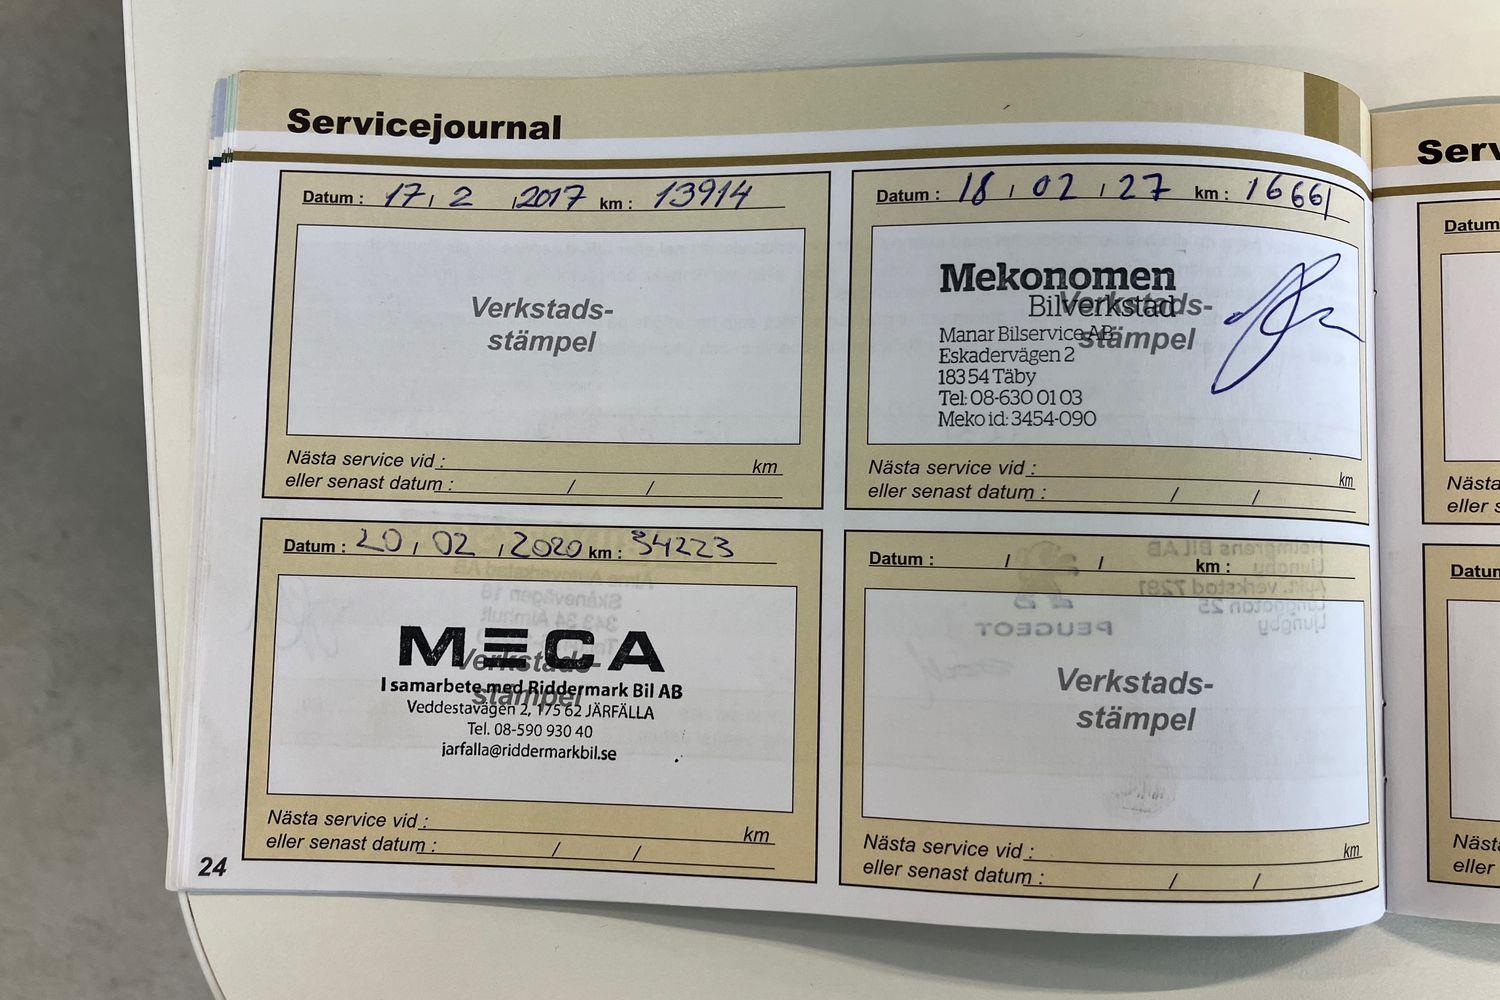 Servicejournal
Datum : 17 / 2 / 2017 km : 13914
Verkstads-
stämpel
Nästa service vid : km
eller senast datum : / /
Datum : 18 / 02 / 27 km : 16661
Mekonomen
BilVerkstad
Verkstads-
stämpel
Manar Bilservice AB
Eskadervägen 2
183 54 Täby
Tel: 08-630 01 03
Meko id: 3454-090
Nästa service vid : km
eller senast datum : / /
Datum : 20 / 02 / 2020 km : 34223
MECA
Verkstads-
stämpel
I samarbete med Riddermark Bil AB
Veddestavägen 2, 175 62 JÄRFÄLLA
Tel. 08-590 930 40
jarfalla@riddermarkbil.se
Nästa service vid : km
eller senast datum : / /
Datum : / / km :
Verkstads-
stämpel
Nästa service vid : km
eller senast datum : / /
24
Serv
Datum
Nästa
eller s
Datum
Näst
eller